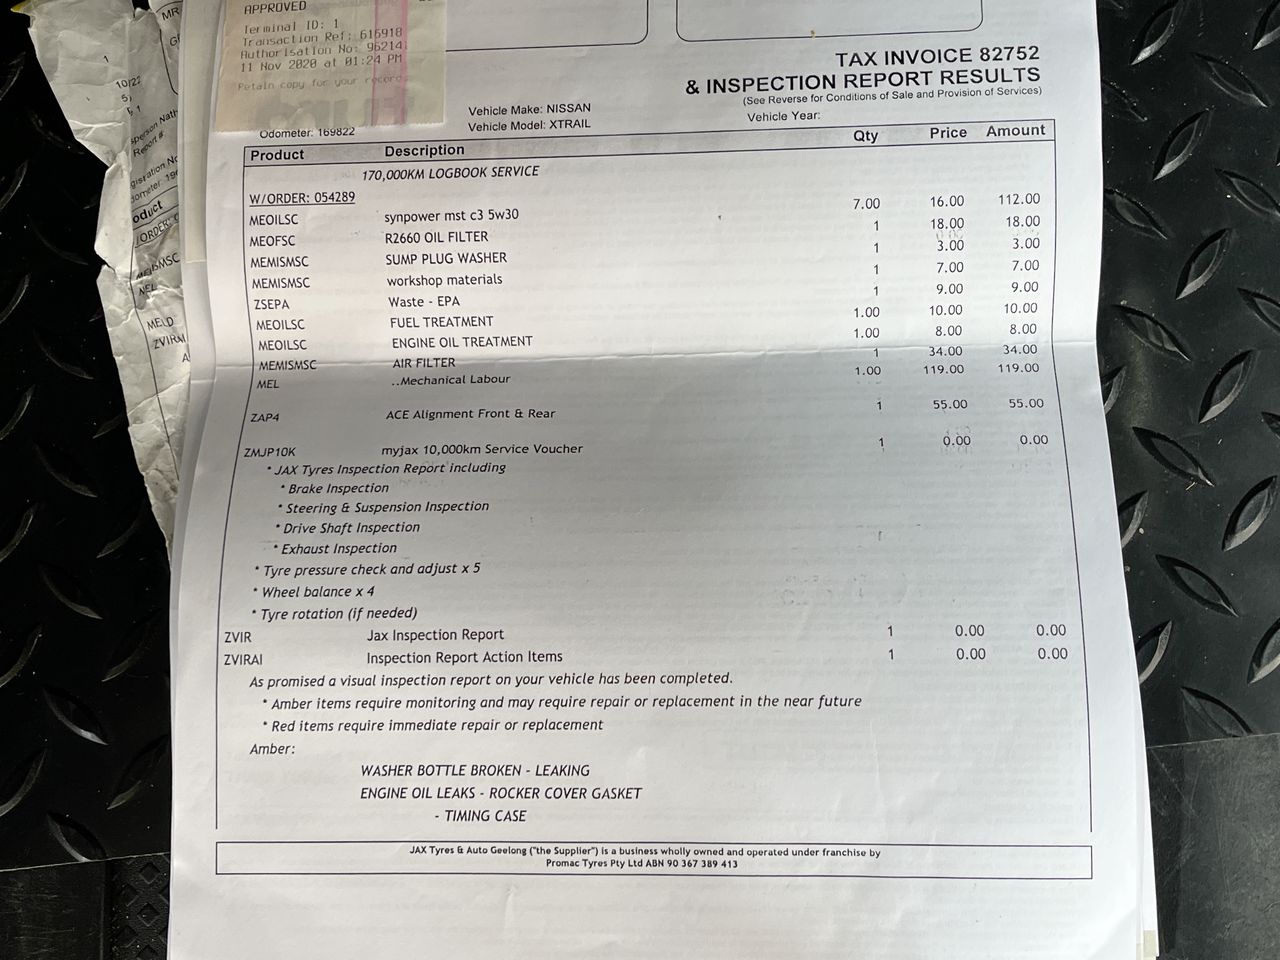 APPROVED
Terminal ID: 1
Transaction Ref: 616918
Authorisation No: 96214
11 Nov 2020 at 01:24 PM
Retain copy for your records
TAX INVOICE 82752
& INSPECTION REPORT RESULTS
(See Reverse for Conditions of Sale and Provision of Services)
Vehicle Make: NISSAN
Vehicle Year:
Odometer: 169822
Vehicle Model: XTRAIL
Product Description Qty Price Amount
170,000KM LOGBOOK SERVICE
W/ORDER: 054289
MEOILSC synpower mst c3 5w30 7.00 16.00 112.00
MEOFSC R2660 OIL FILTER 1 18.00 18.00
MEMISMSC SUMP PLUG WASHER 1 3.00 3.00
MEMISMSC workshop materials 1 7.00 7.00
ZSEPA Waste - EPA 1 9.00 9.00
MEOILSC FUEL TREATMENT 1.00 10.00 10.00
MEOILSC ENGINE OIL TREATMENT 1.00 8.00 8.00
MEMISMSC AIR FILTER 1 34.00 34.00
MEL ..Mechanical Labour 1.00 119.00 119.00
ZAP4 ACE Alignment Front & Rear 1 55.00 55.00
ZMJP10K myjax 10,000km Service Voucher 1 0.00 0.00
* JAX Tyres Inspection Report including
* Brake Inspection
* Steering & Suspension Inspection
* Drive Shaft Inspection
* Exhaust Inspection
* Tyre pressure check and adjust x 5
* Wheel balance x 4
* Tyre rotation (if needed)
ZVIR Jax Inspection Report 1 0.00 0.00
ZVIRAI Inspection Report Action Items 1 0.00 0.00
As promised a visual inspection report on your vehicle has been completed.
* Amber items require monitoring and may require repair or replacement in the near future
* Red items require immediate repair or replacement
Amber:
WASHER BOTTLE BROKEN - LEAKING
ENGINE OIL LEAKS - ROCKER COVER GASKET
- TIMING CASE
JAX Tyres & Auto Geelong ("the Supplier") is a business wholly owned and operated under franchise by
Promac Tyres Pty Ltd ABN 90 367 389 413